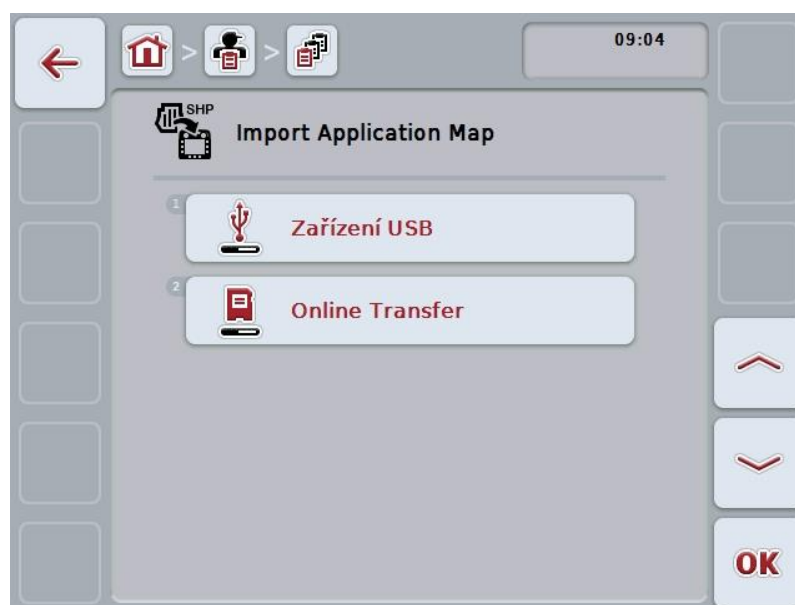 09:04
SHP
Import Application Map
1
Zařízení USB
2
Online Transfer
OK